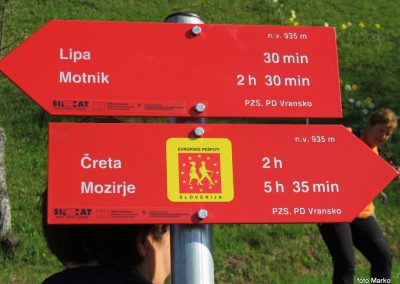 n.v. 935 m
Lipa 30 min
Motnik 2 h 30 min
PZS. PD Vransko
n.v. 935 m
EVROPSKE PEŠPOTI
Čreta 2 h
Mozirje 5 h 35 min
SLOVENIJA
PZS. PD Vransko
foto Marko